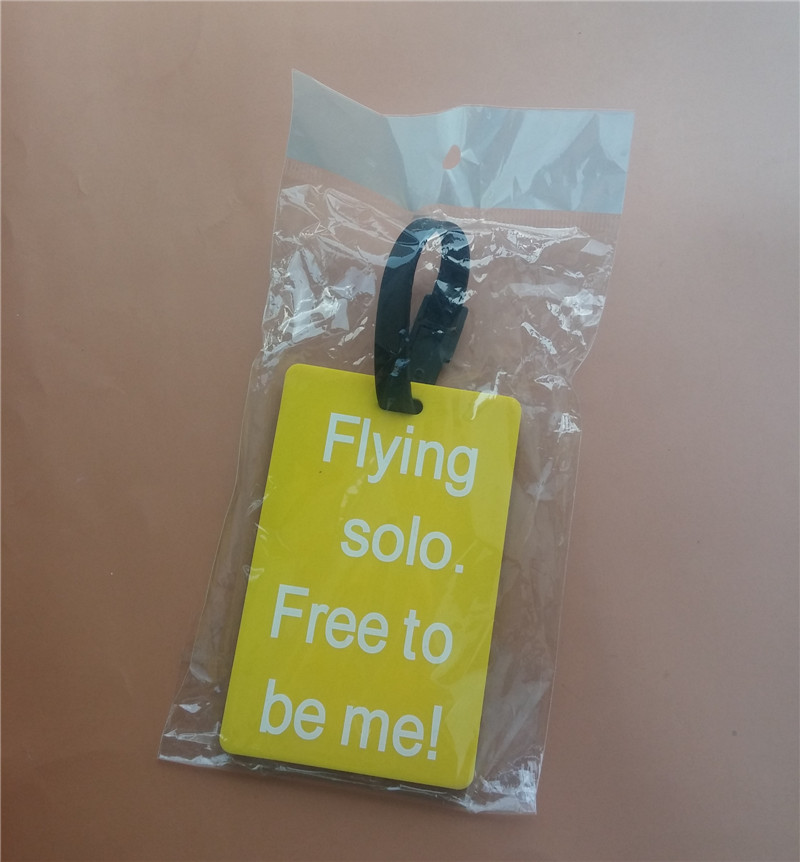 Flying
solo.
Free to
be me!